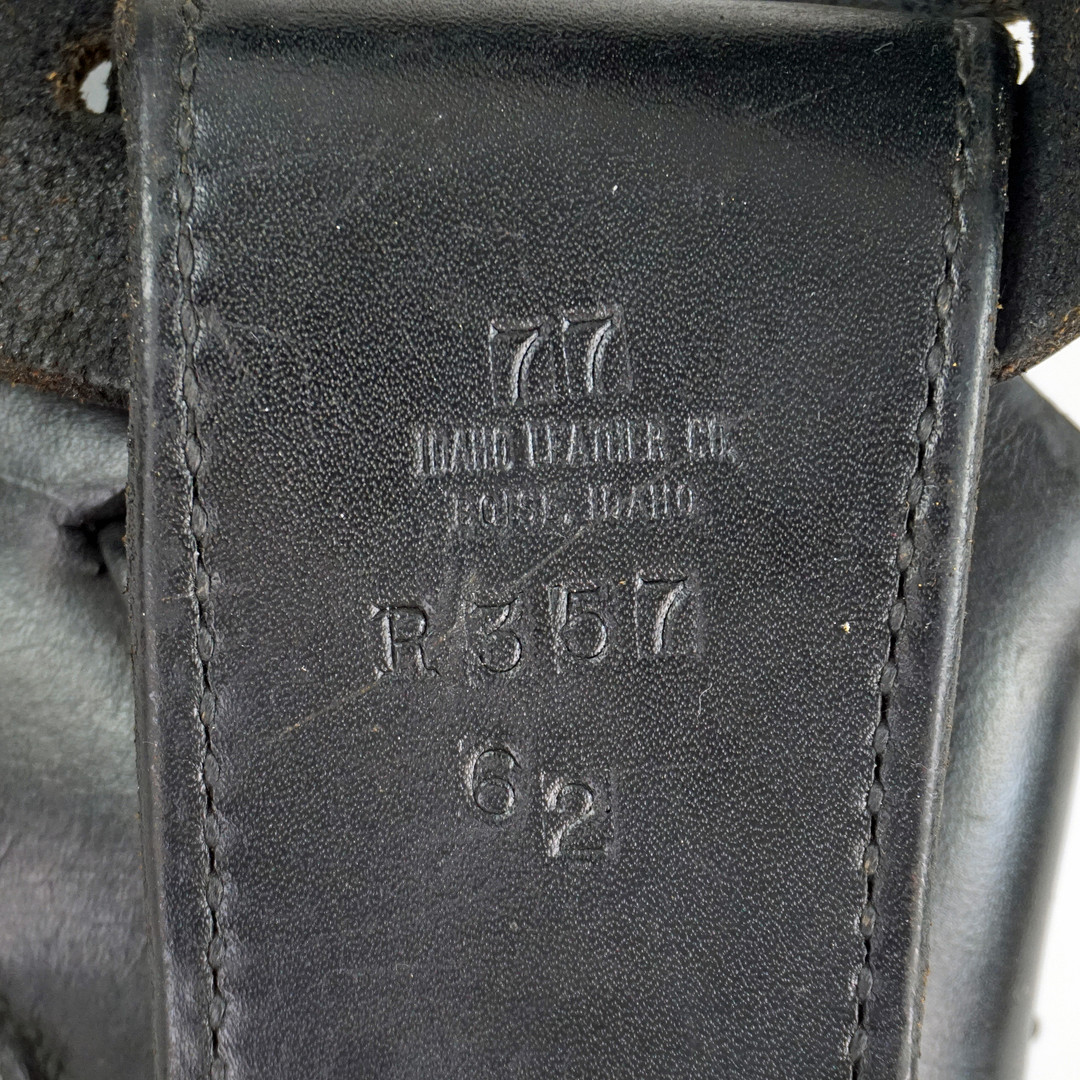 77
IDAHO LEATHER CO.
BOISE, IDAHO
R357
62